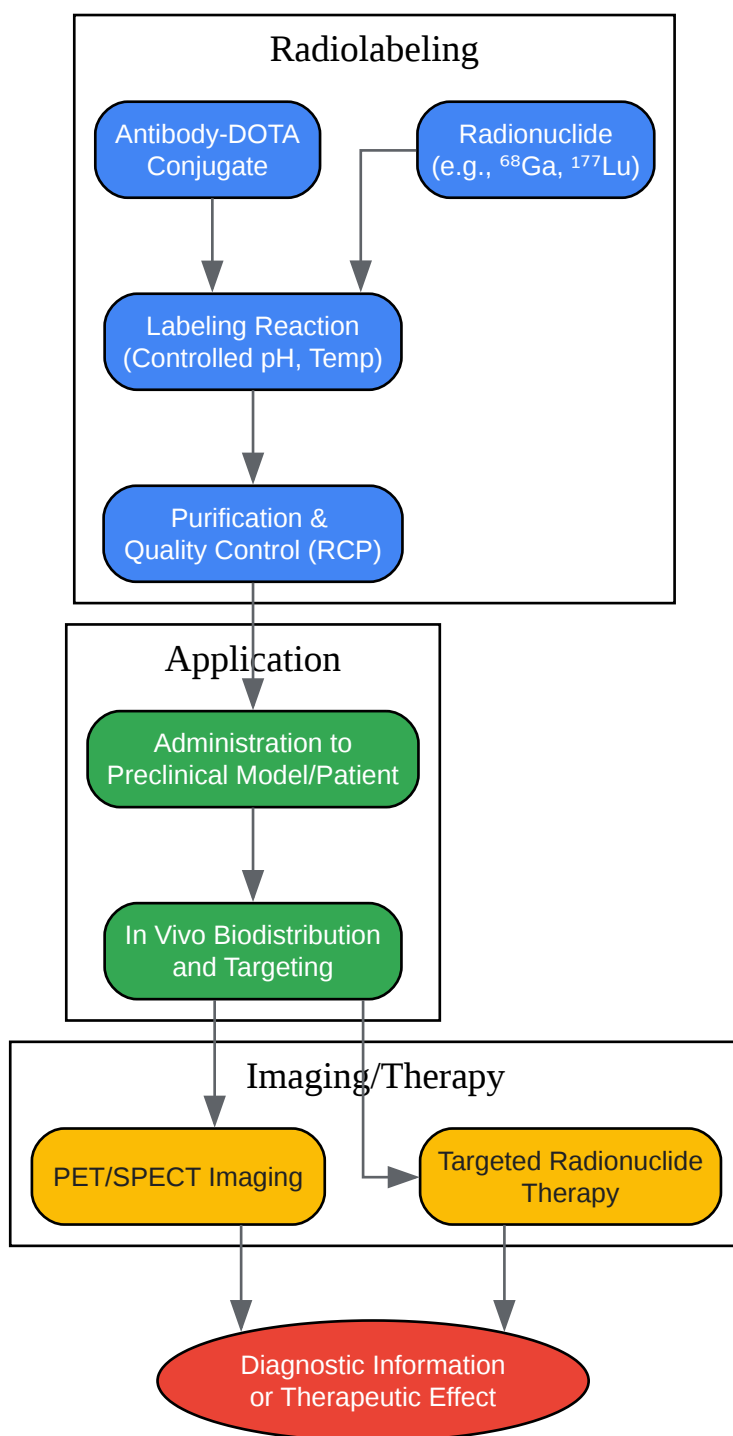 Radiolabeling
Antibody-DOTA
Conjugate
Radionuclide
(e.g., ⁶⁸Ga, ¹⁷⁷Lu)
Labeling Reaction
(Controlled pH, Temp)
Purification &
Quality Control (RCP)
Application
Administration to
Preclinical Model/Patient
In Vivo Biodistribution
and Targeting
Imaging/Therapy
PET/SPECT Imaging
Targeted Radionuclide
Therapy
Diagnostic Information
or Therapeutic Effect